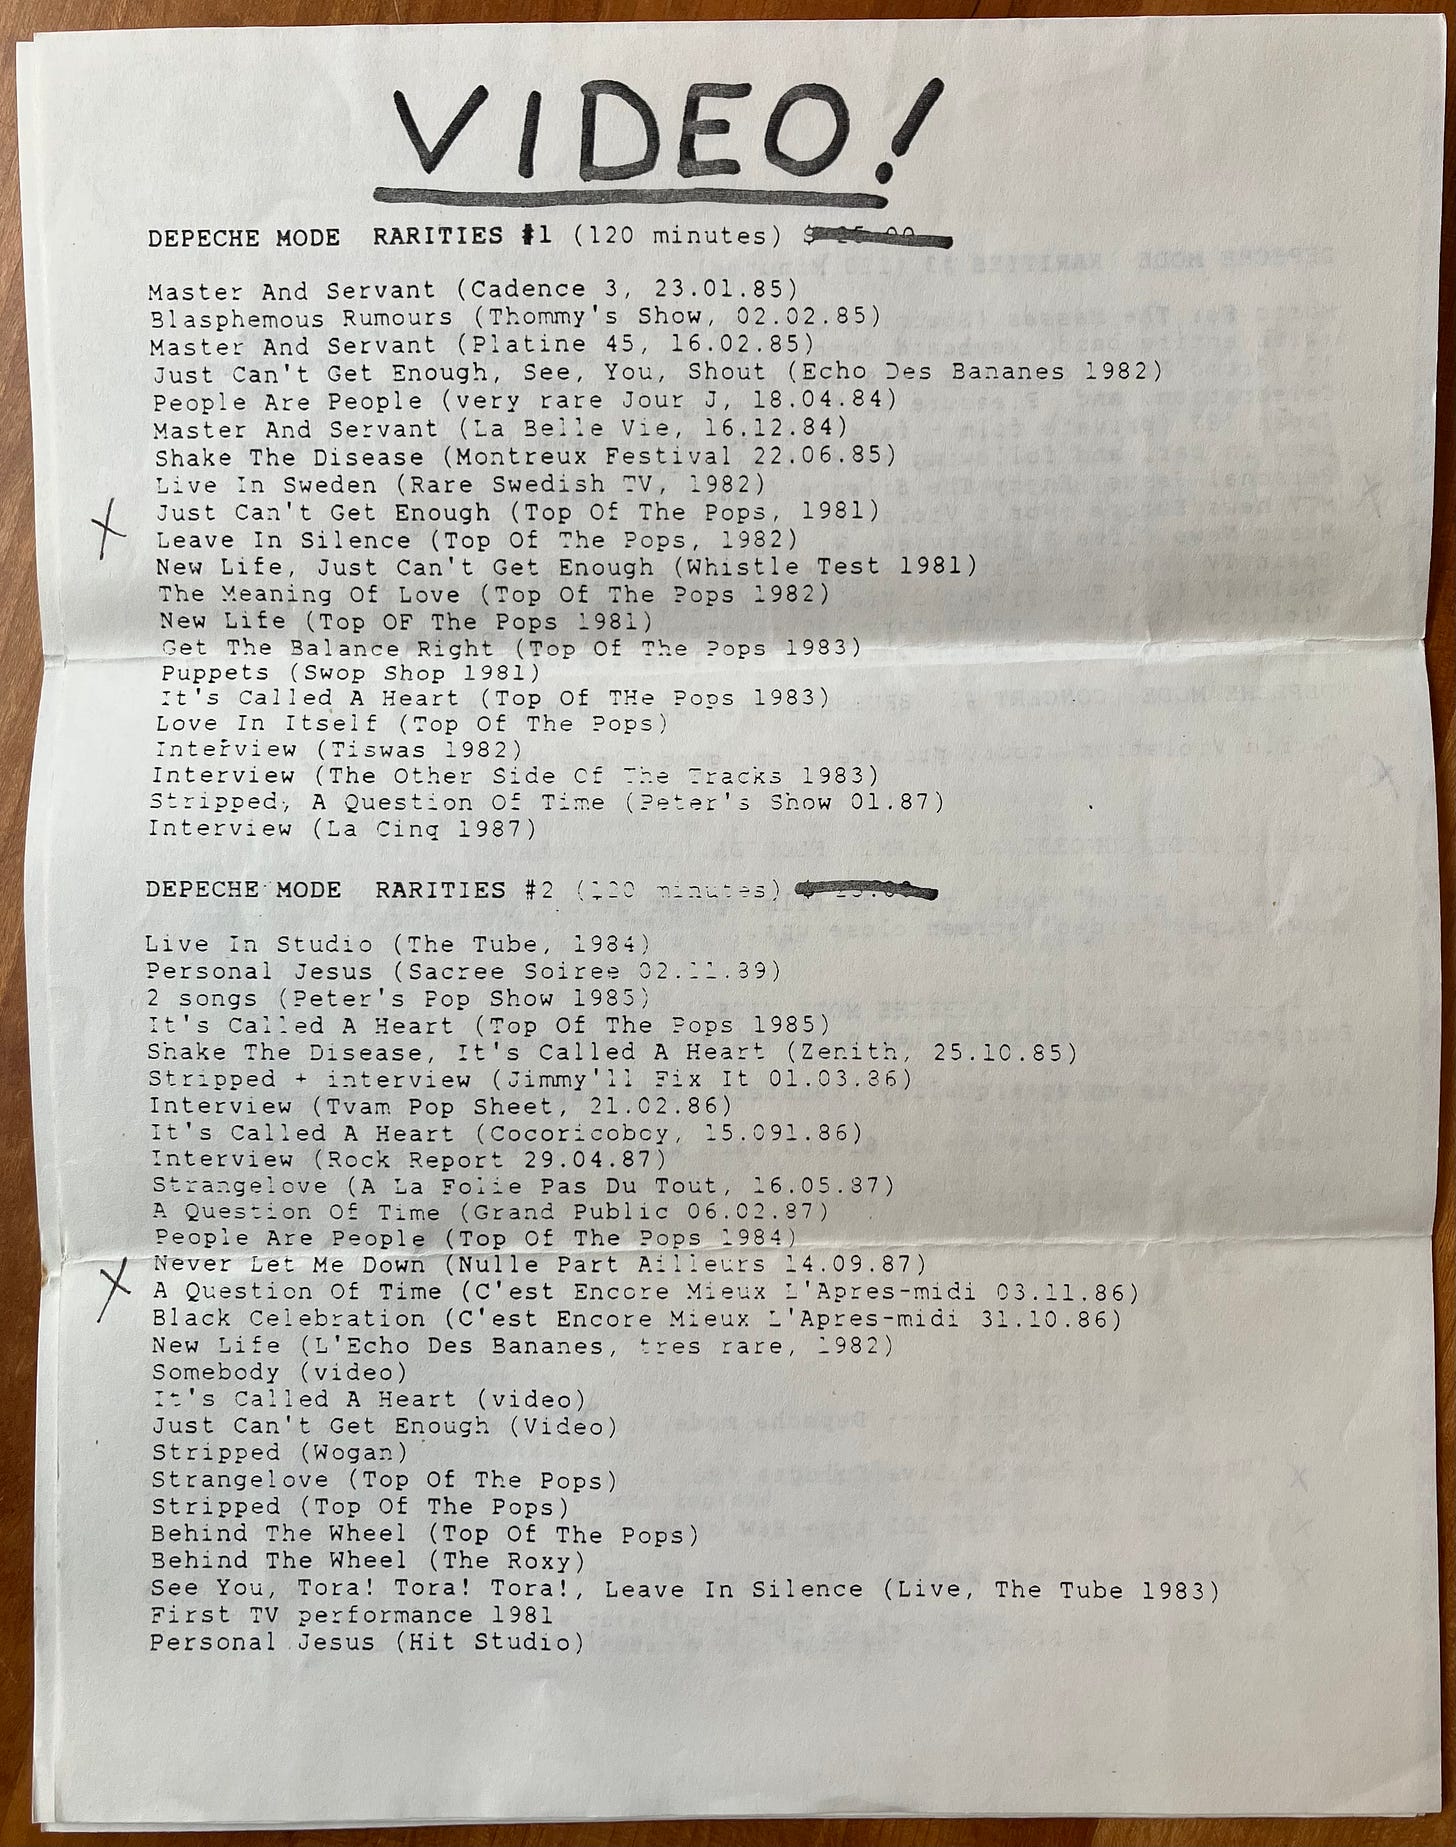 VIDEO!
DEPECHE MODE RARITIES #1 (120 minutes) $
Master And Servant (Cadence 3, 23.01.85)
Blasphemous Rumours (Thommy's Show, 02.02.85)
Master And Servant (Platine 45, 16.02.85)
Just Can't Get Enough, See, You, Shout (Echo Des Bananes 1982)
People Are People (very rare Jour J, 18.04.84)
Master And Servant (La Belle Vie, 16.12.84)
Shake The Disease (Montreux Festival 22.06.85)
Live In Sweden (Rare Swedish TV, 1982)
X Just Can't Get Enough (Top Of The Pops, 1981)
Leave In Silence (Top Of The Pops, 1982)
New Life, Just Can't Get Enough (Whistle Test 1981)
The Meaning Of Love (Top Of The Pops 1982)
New Life (Top OF The Pops 1981)
Get The Balance Right (Top Of The Pops 1983)
Puppets (Swop Shop 1981)
It's Called A Heart (Top Of THe Pops 1983)
Love In Itself (Top Of The Pops)
Interview (Tiswas 1982)
Interview (The Other Side Of The Tracks 1983)
Stripped, A Question Of Time (Peter's Show 01.87)
Interview (La Cinq 1987)
DEPECHE MODE RARITIES #2 (120 minutes)
Live In Studio (The Tube, 1984)
Personal Jesus (Sacree Soiree 02.11.89)
2 songs (Peter's Pop Show 1985)
It's Called A Heart (Top Of The Pops 1985)
Shake The Disease, It's Called A Heart (Zenith, 25.10.85)
Stripped + interview (Jimmy'll Fix It 01.03.86)
Interview (Tvam Pop Sheet, 21.02.86)
It's Called A Heart (Cocoricoboy, 15.091.86)
Interview (Rock Report 29.04.87)
Strangelove (A La Folie Pas Du Tout, 16.05.87)
A Question Of Time (Grand Public 06.02.87)
People Are People (Top Of The Pops 1984)
X Never Let Me Down (Nulle Part Ailleurs 14.09.87)
A Question Of Time (C'est Encore Mieux L'Apres-midi 03.11.86)
Black Celebration (C'est Encore Mieux L'Apres-midi 31.10.86)
New Life (L'Echo Des Bananes, tres rare, 1982)
Somebody (video)
It's Called A Heart (video)
Just Can't Get Enough (Video)
Stripped (Wogan)
Strangelove (Top Of The Pops)
Stripped (Top Of The Pops)
Behind The Wheel (Top Of The Pops)
Behind The Wheel (The Roxy)
See You, Tora! Tora! Tora!, Leave In Silence (Live, The Tube 1983)
First TV performance 1981
Personal Jesus (Hit Studio)